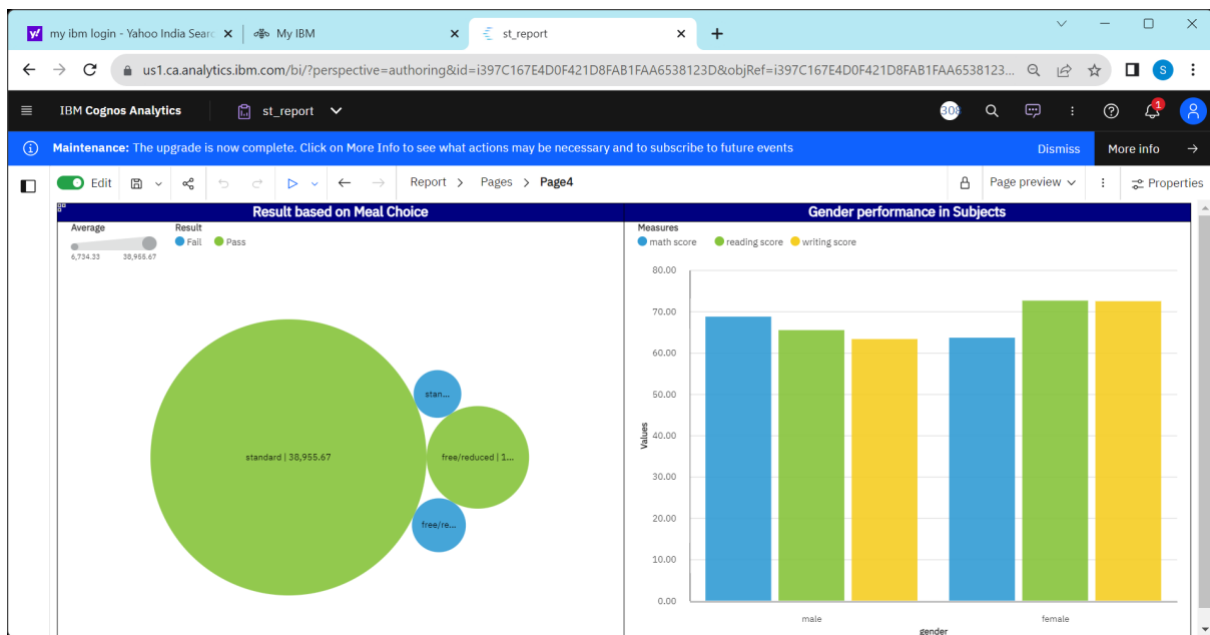 my ibm login - Yahoo India Searc
My IBM
st_report
us1.ca.analytics.ibm.com/bi/?perspective=authoring&id=i397C167E4D0F421D8FAB1FAA6538123D&objRef=i397C167E4D0F421D8FAB1FAA6538123...
S
IBM Cognos Analytics
st_report
1
Maintenance: The upgrade is now complete. Click on More Info to see what actions may be necessary and to subscribe to future events
Dismiss
More info
Edit
Report > Pages > Page4
Page preview
Properties
Result based on Meal Choice
Average
6,734.33 38,955.67
Result
Fail Pass
standard | 38,955.67
stan...
free/reduced | 1...
free/re...
Gender performance in Subjects
Measures
math score reading score writing score
80.00
70.00
60.00
50.00
40.00
30.00
20.00
10.00
0.00
Values
male female
gender